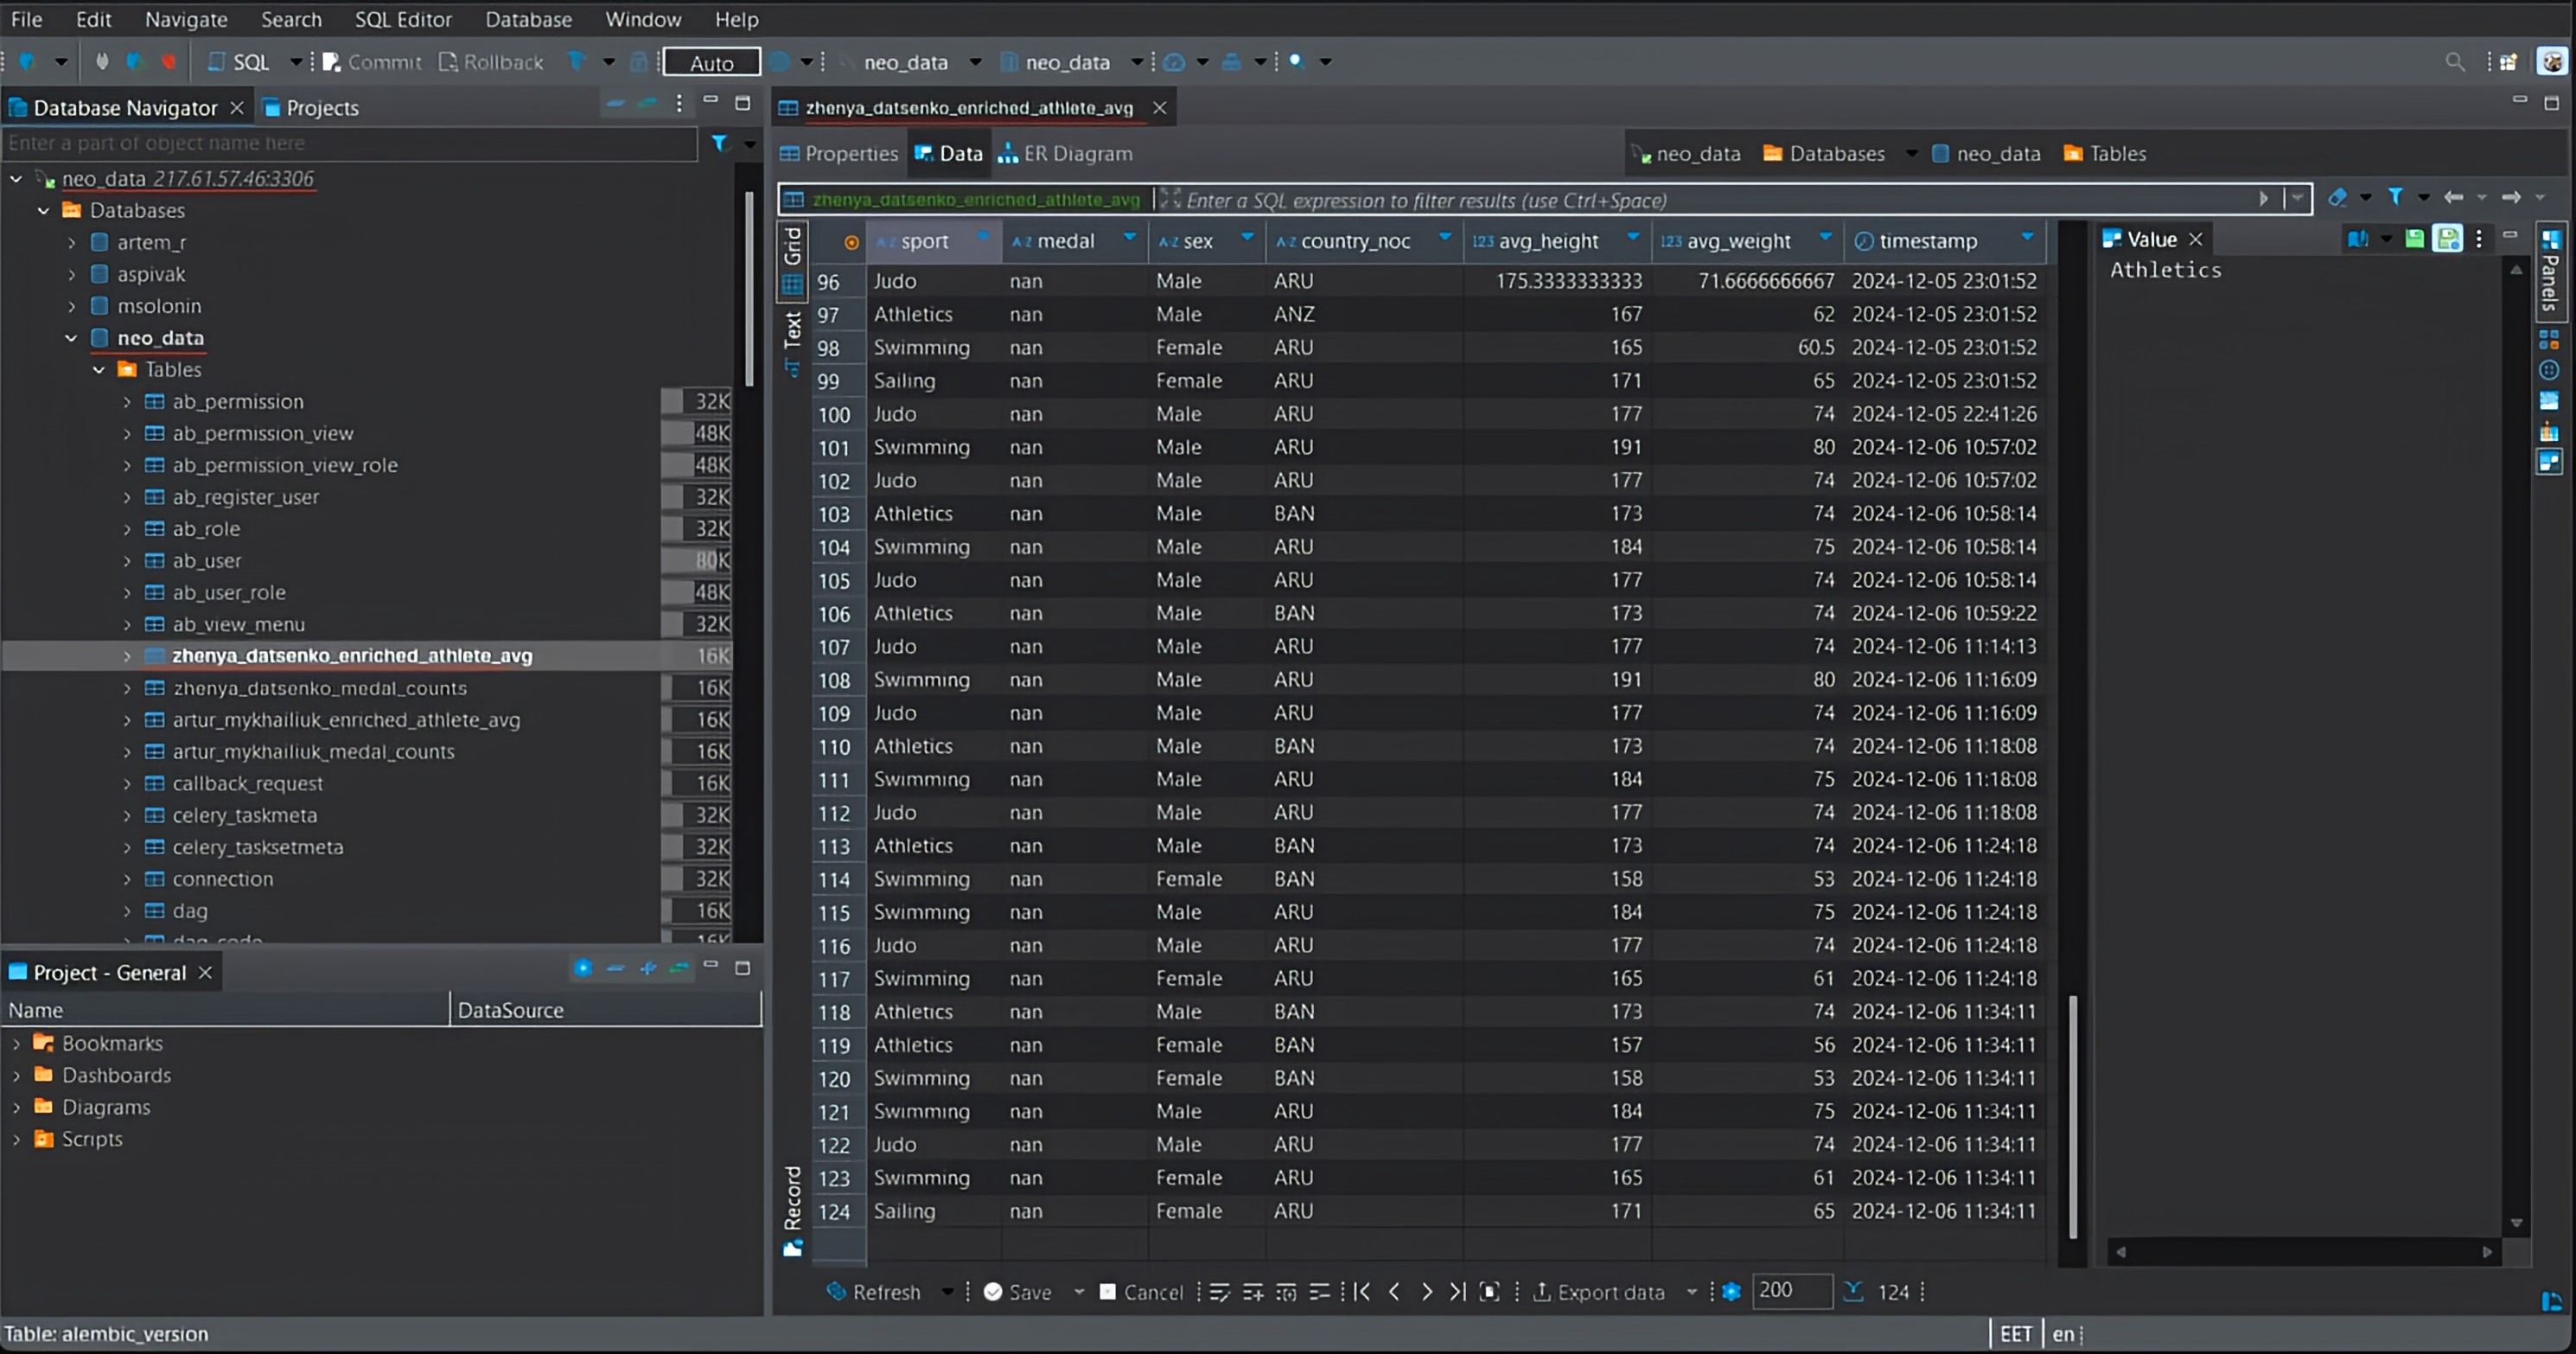 File Edit Navigate Search SQL Editor Database Window Help
SQL Commit Rollback Auto neo_data neo_data
Database Navigator Projects
Enter a part of object name here
neo_data 217.61.57.46:3306
Databases
artem_r
aspivak
msolonin
neo_data
Tables
ab_permission 32K
ab_permission_view 48K
ab_permission_view_role 48K
ab_register_user 32K
ab_role 32K
ab_user 80K
ab_user_role 48K
ab_view_menu 32K
zhenya_datsenko_enriched_athlete_avg 16K
zhenya_datsenko_medal_counts 16K
artur_mykhailiuk_enriched_athlete_avg 16K
artur_mykhailiuk_medal_counts 16K
callback_request 16K
celery_taskmeta 32K
celery_tasksetmeta 32K
connection 32K
dag 16K
dag_code 16K
Project - General
Name DataSource
Bookmarks
Dashboards
Diagrams
Scripts
zhenya_datsenko_enriched_athlete_avg
Properties Data ER Diagram neo_data Databases neo_data Tables
zhenya_datsenko_enriched_athlete_avg Enter a SQL expression to filter results (use Ctrl+Space)
Grid
Text
Record
A-Z sport A-Z medal A-Z sex A-Z country_noc 123 avg_height 123 avg_weight timestamp
96 Judo nan Male ARU 175.3333333333 71.6666666667 2024-12-05 23:01:52
97 Athletics nan Male ANZ 167 62 2024-12-05 23:01:52
98 Swimming nan Female ARU 165 60.5 2024-12-05 23:01:52
99 Sailing nan Female ARU 171 65 2024-12-05 23:01:52
100 Judo nan Male ARU 177 74 2024-12-05 22:41:26
101 Swimming nan Male ARU 191 80 2024-12-06 10:57:02
102 Judo nan Male ARU 177 74 2024-12-06 10:57:02
103 Athletics nan Male BAN 173 74 2024-12-06 10:58:14
104 Swimming nan Male ARU 184 75 2024-12-06 10:58:14
105 Judo nan Male ARU 177 74 2024-12-06 10:58:14
106 Athletics nan Male BAN 173 74 2024-12-06 10:59:22
107 Judo nan Male ARU 177 74 2024-12-06 11:14:13
108 Swimming nan Male ARU 191 80 2024-12-06 11:16:09
109 Judo nan Male ARU 177 74 2024-12-06 11:16:09
110 Athletics nan Male BAN 173 74 2024-12-06 11:18:08
111 Swimming nan Male ARU 184 75 2024-12-06 11:18:08
112 Judo nan Male ARU 177 74 2024-12-06 11:18:08
113 Athletics nan Male BAN 173 74 2024-12-06 11:24:18
114 Swimming nan Female BAN 158 53 2024-12-06 11:24:18
115 Swimming nan Male ARU 184 75 2024-12-06 11:24:18
116 Judo nan Male ARU 177 74 2024-12-06 11:24:18
117 Swimming nan Female ARU 165 61 2024-12-06 11:24:18
118 Athletics nan Male BAN 173 74 2024-12-06 11:34:11
119 Athletics nan Female BAN 157 56 2024-12-06 11:34:11
120 Swimming nan Female BAN 158 53 2024-12-06 11:34:11
121 Swimming nan Male ARU 184 75 2024-12-06 11:34:11
122 Judo nan Male ARU 177 74 2024-12-06 11:34:11
123 Swimming nan Female ARU 165 61 2024-12-06 11:34:11
124 Sailing nan Female ARU 171 65 2024-12-06 11:34:11
Value
Athletics
Panels
Refresh Save Cancel Export data 200 124
Table: alembic_version EET en